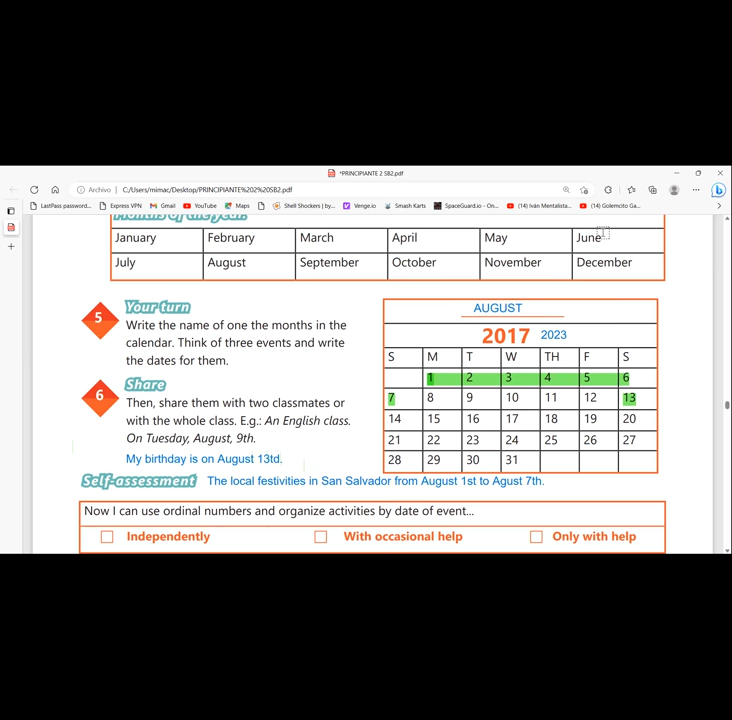 *PRINCIPIANTE 2 SB2.pdf
Archivo | C:/Users/mimac/Desktop/PRINCIPIANTE%202%20SB2.pdf
LastPass password... Express VPN Gmail YouTube Maps Shell Shockers | by... Venge.io Smash Karts SpaceGuard.io - On... (14) Iván Mentalista... (14) Golemcito Ga...
Months of the year
January February March April May June
July August September October November December
5
Your turn
Write the name of one the months in the
calendar. Think of three events and write
the dates for them.
6
Share
Then, share them with two classmates or
with the whole class. E.g.: An English class.
On Tuesday, August, 9th.
My birthday is on August 13td.
AUGUST
2017 2023
S M T W TH F S
1 2 3 4 5 6
7 8 9 10 11 12 13
14 15 16 17 18 19 20
21 22 23 24 25 26 27
28 29 30 31
Self-assessment The local festivities in San Salvador from August 1st to Agust 7th.
Now I can use ordinal numbers and organize activities by date of event...
Independently With occasional help Only with help